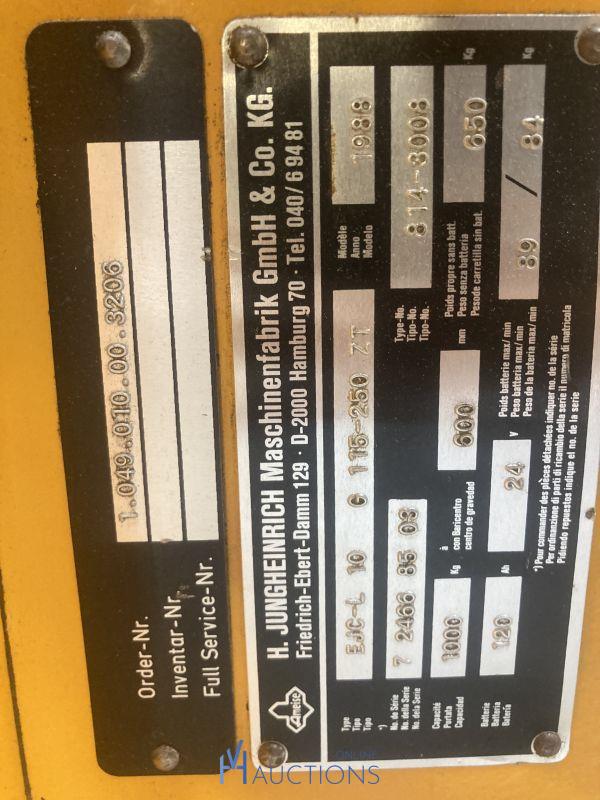 Order-Nr. 1.049.010.00.3206
Inventar-Nr.
Full Service-Nr.
H. JUNGHEINRICH Maschinenfabrik GmbH & Co. KG.
Friedrich-Ebert-Damm 129 · D-2000 Hamburg 70 · Tel. 040/6 94 81
Ameise
Type
Tipo
Tipo
EJC-L 10 G 115-250 ZT
Modèle
Anno
Modelo
1988
*)
No. de Série
No. della Serie
No. dela Serie
7 2466 85 03
Type-No.
Tipo-No.
Tipo-No.
814-3008
Capacité
Portata
Capacidad
1000 Kg
à
con Baricentro
centro de gravedad
600 mm
Poids propre sans batt.
Peso senza batteria
Pesode carretilla sin bat.
650 Kg
Batterie
Batteria
Batería
120 Ah
24 V
Poids batterie max/min
Peso batteria max/min
Peso de la bateria max/min
89 / 84 Kg
*) Pour commander des pièces détachées indiquer no. de la série
Per ordinanzione di parti di ricambio della serie il numero di matricola
Pidiendo repuestos indique el no. de la serie
ONLINE
AUCTIONS